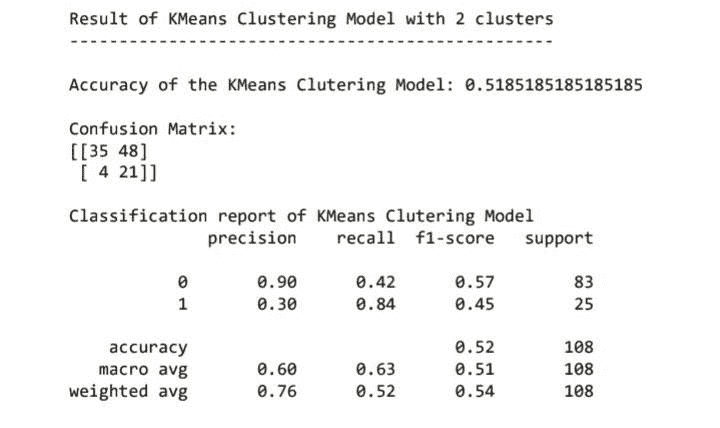 Result of KMeans Clustering Model with 2 clusters
--------------------------------------------------
Accuracy of the KMeans Clutering Model: 0.5185185185185185
Confusion Matrix:
[[35 48]
 [ 4 21]]
Classification report of KMeans Clutering Model
precision recall f1-score support
0 0.90 0.42 0.57 83
1 0.30 0.84 0.45 25
accuracy 0.52 108
macro avg 0.60 0.63 0.51 108
weighted avg 0.76 0.52 0.54 108